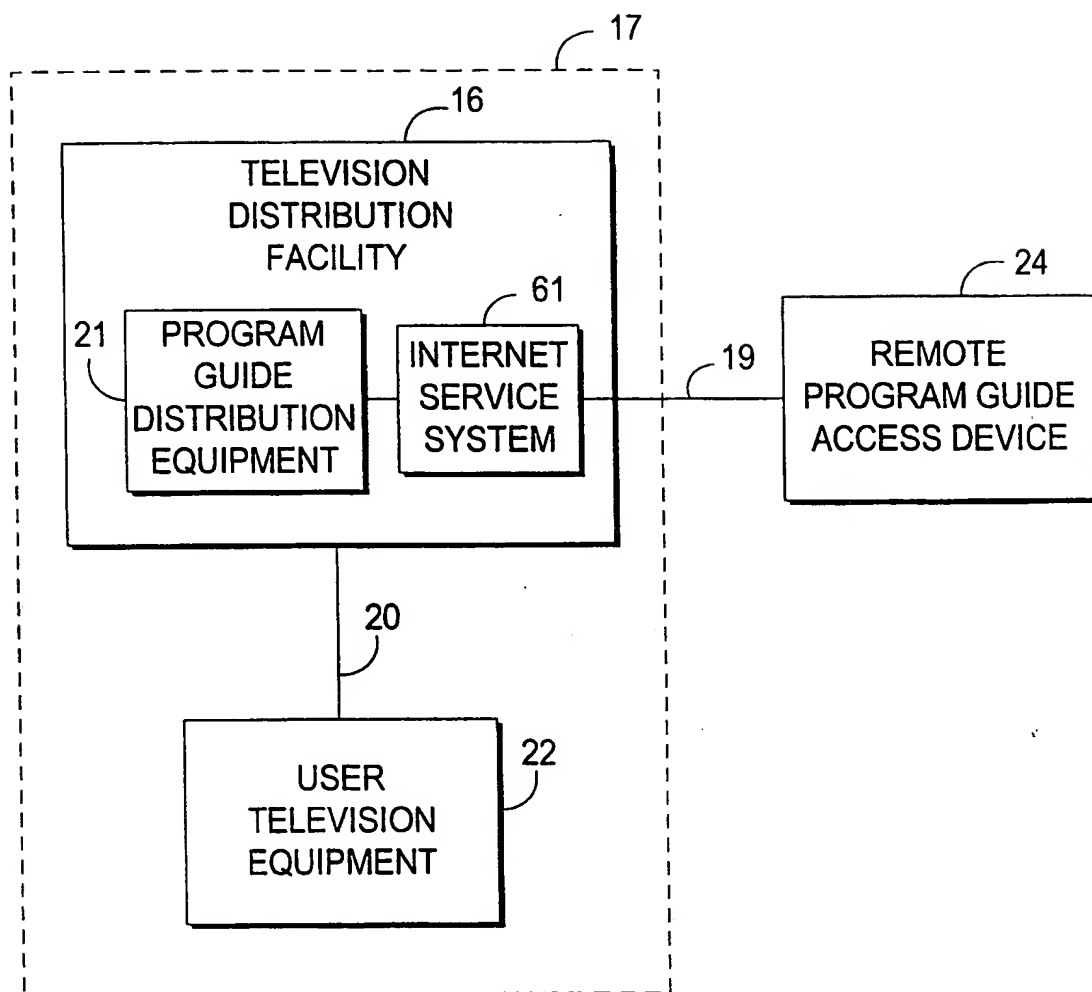 17
16
TELEVISION
DISTRIBUTION
FACILITY
24
61
21
PROGRAM
GUIDE
DISTRIBUTION
EQUIPMENT
INTERNET
SERVICE
SYSTEM
19
REMOTE
PROGRAM GUIDE
ACCESS DEVICE
20
22
USER
TELEVISION
EQUIPMENT